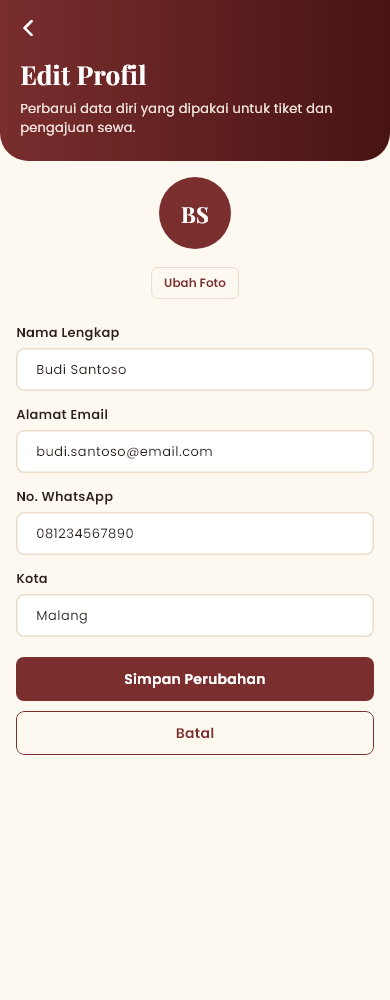 Edit Profil
Perbarui data diri yang dipakai untuk tiket dan
pengajuan sewa.
BS
Ubah Foto
Nama Lengkap
Budi Santoso
Alamat Email
budi.santoso@email.com
No. WhatsApp
081234567890
Kota
Malang
Simpan Perubahan
Batal